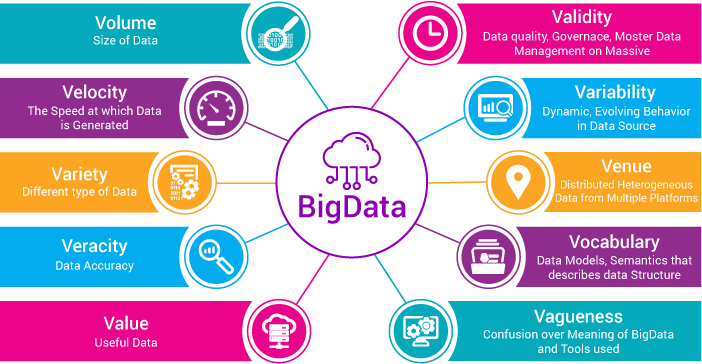 Volume
Size of Data
Velocity
The Speed at which Data
is Generated
Variety
Different type of Data
Veracity
Data Accuracy
Value
Useful Data
BigData
Validity
Data quality, Governace, Moster Data
Management on Massive
Variability
Dynamic, Evolving Behavior
in Data Source
Venue
Distributed Heterogeneous
Data from Multiple Platforms
Vocabulary
Data Models, Semantics that
describes data Structure
Vagueness
Confusion over Meaning of BigData
and Tools used